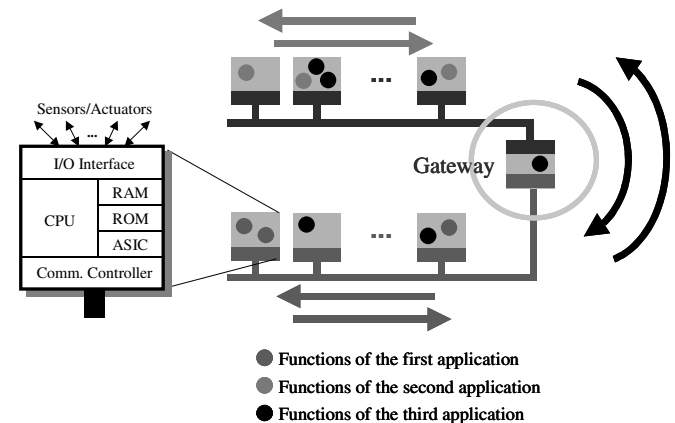 Sensors/Actuators
...
I/O Interface
CPU
RAM
ROM
ASIC
Comm. Controller
...
Gateway
...
Functions of the first application
Functions of the second application
Functions of the third application